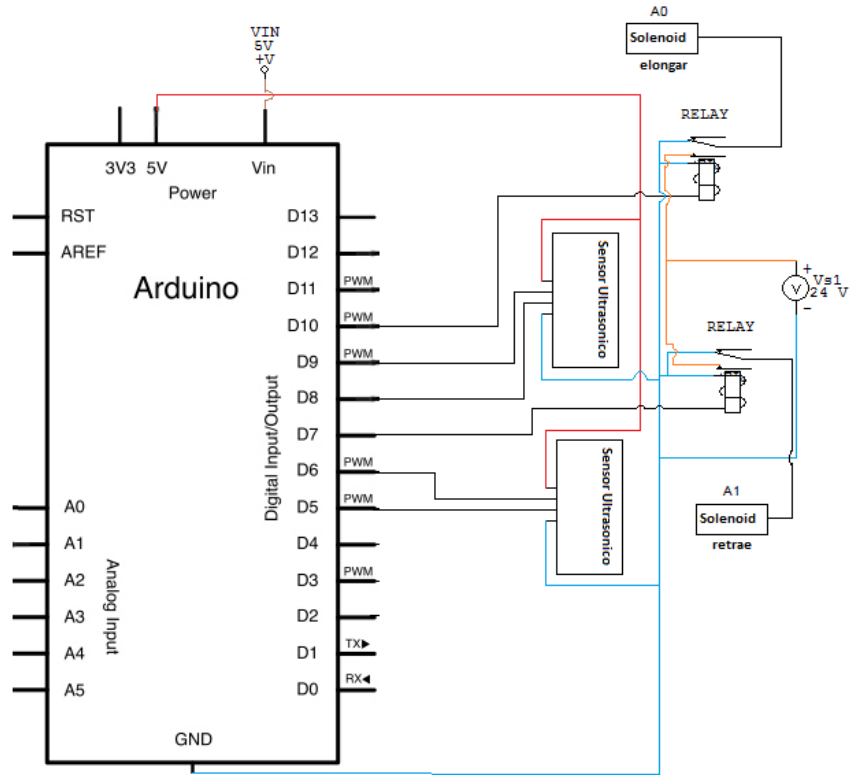 VIN
5V
+V
3V3 5V Vin
Power
RST
AREF
Arduino
D13
D12
D11 PWM
D10
D9 PWM
D8
D7
D6 PWM
D5 PWM
D4
D3 PWM
D2
D1 TX▶
D0 RX◀
Digital Input/Output
A0
A1
A2
A3
A4
A5
Analog Input
GND
Sensor Ultrasonico
Sensor Ultrasonico
A0
Solenoid
elongar
RELAY
+
V
Vs1
24 V
−
RELAY
A1
Solenoid
retrae